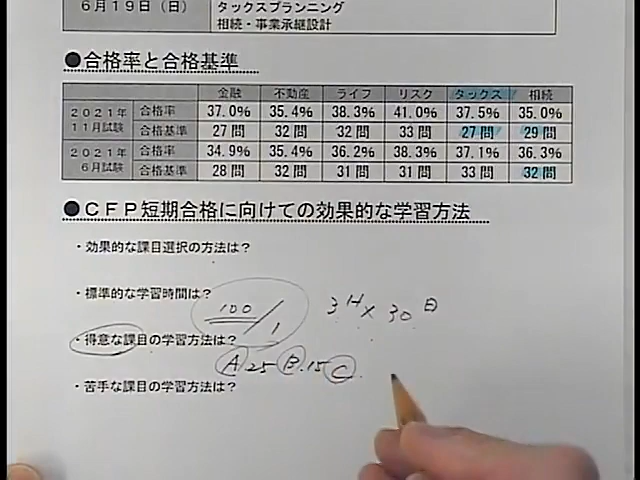 6月19日（日）
タックスプランニング
相続・事業承継設計
●合格率と合格基準
金融 不動産 ライフ リスク タックス 相続
2021年 11月試験 合格率 37.0% 35.4% 38.3% 41.0% 37.5% 35.0%
合格基準 27問 32問 32問 33問 27問 29問
2021年 6月試験 合格率 34.9% 35.4% 36.2% 38.3% 37.1% 36.3%
合格基準 28問 32問 31問 31問 33問 32問
●CFP短期合格に向けての効果的な学習方法
・効果的な課目選択の方法は？
・標準的な学習時間は？
100/1 3H×30日
・得意な課目の学習方法は？
A 25 B.15 C.
・苦手な課目の学習方法は？